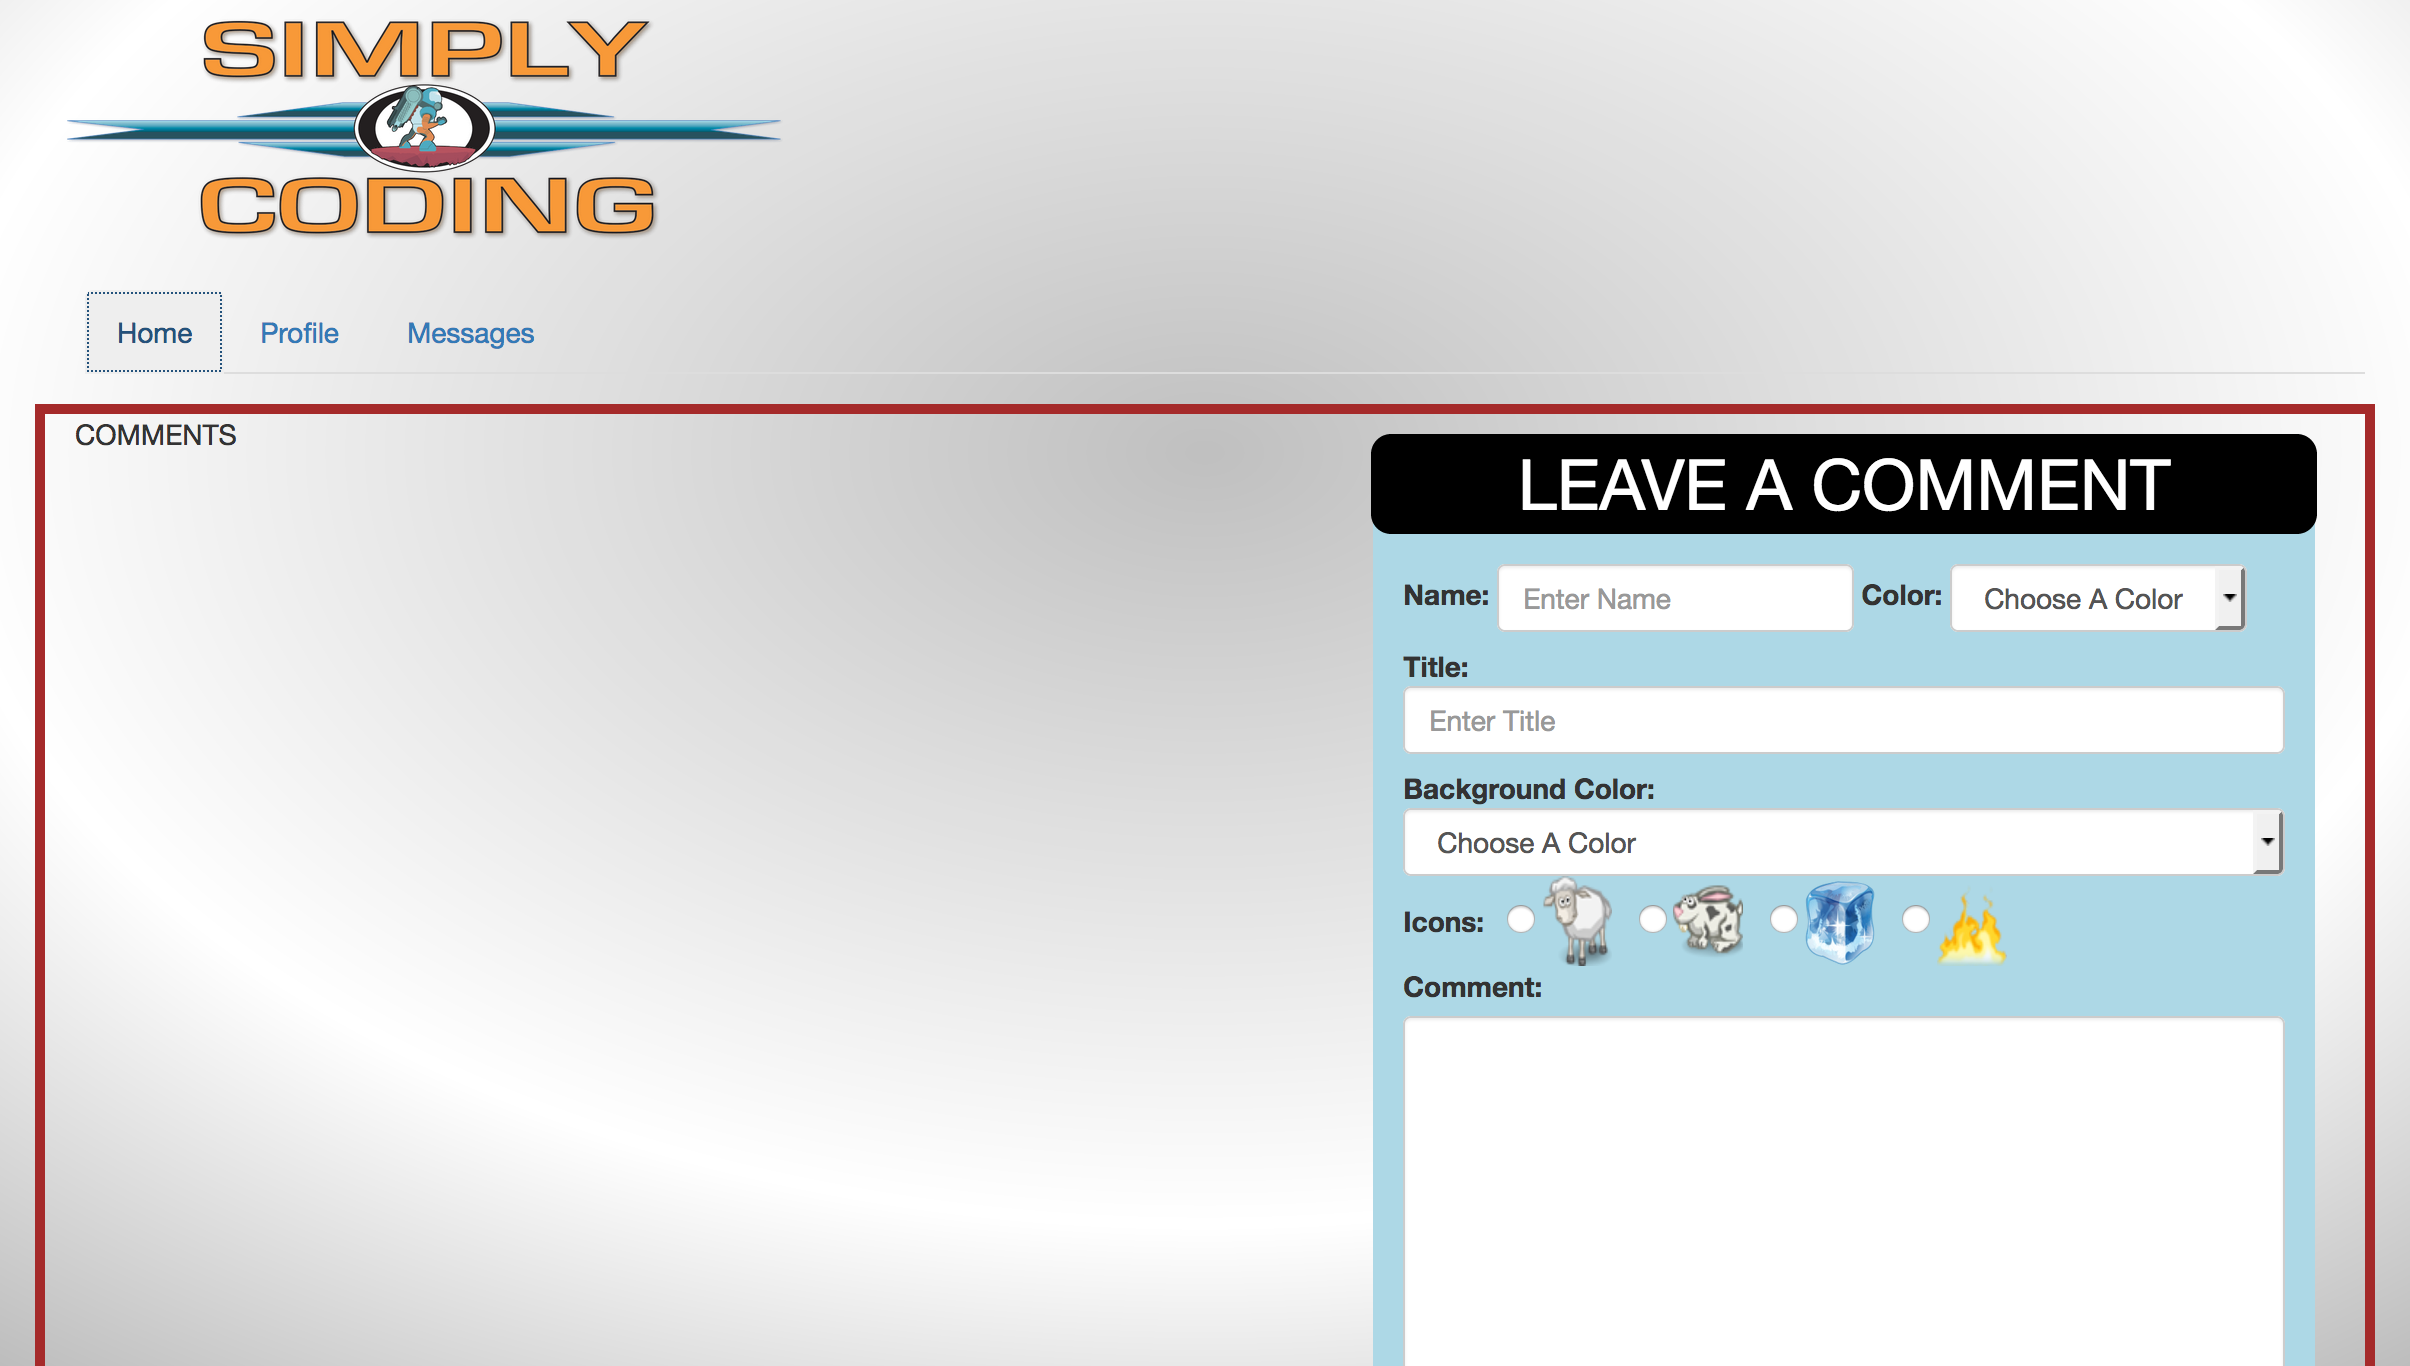 SIMPLY
CODING
Home Profile Messages
COMMENTS
LEAVE A COMMENT
Name: Enter Name Color: Choose A Color
Title:
Enter Title
Background Color:
Choose A Color
Icons:
Comment: